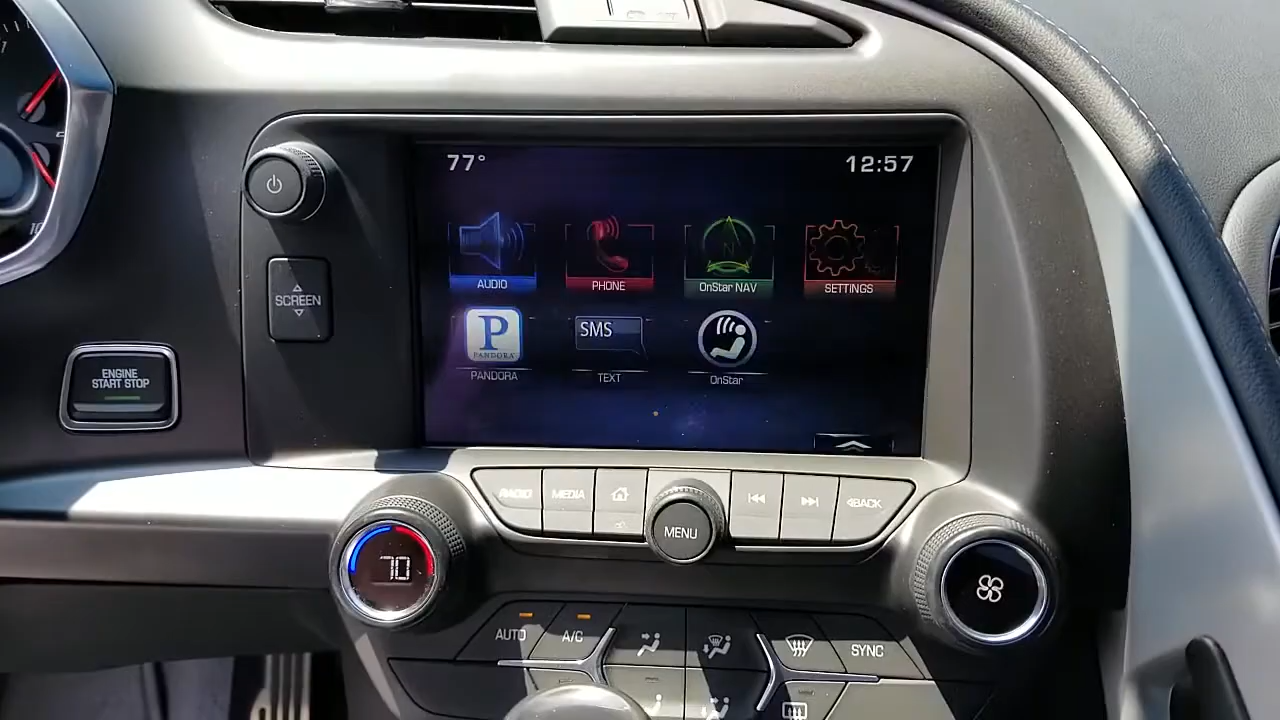 77° 12:57
AUDIO PHONE OnStar NAV SETTINGS
P
PANDORA
SMS
PANDORA TEXT OnStar
SCREEN
ENGINE
START STOP
RADIO MEDIA MENU BACK
70
AUTO A/C SYNC
10